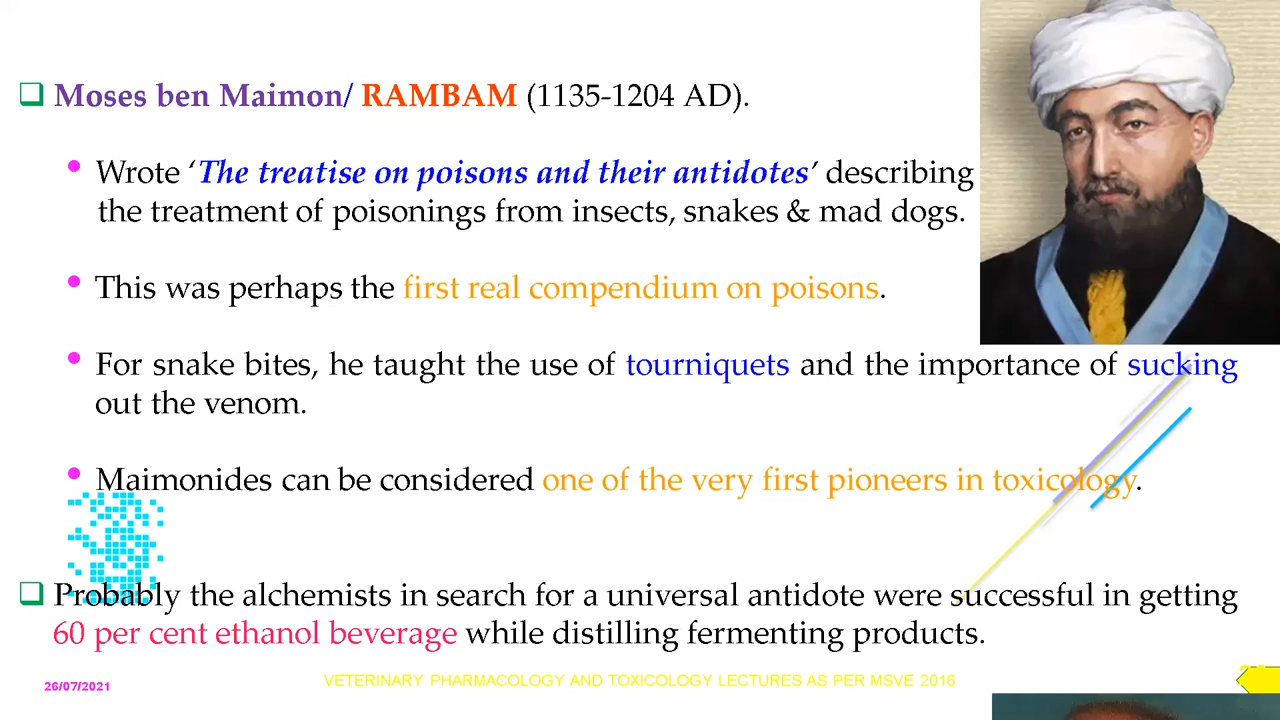 Moses ben Maimon/ RAMBAM (1135-1204 AD).
Wrote ‘The treatise on poisons and their antidotes’ describing
the treatment of poisonings from insects, snakes & mad dogs.
This was perhaps the first real compendium on poisons.
For snake bites, he taught the use of tourniquets and the importance of sucking
out the venom.
Maimonides can be considered one of the very first pioneers in toxicology.
Probably the alchemists in search for a universal antidote were successful in getting
60 per cent ethanol beverage while distilling fermenting products.
26/07/2021
VETERINARY PHARMACOLOGY AND TOXICOLOGY LECTURES AS PER MSVE 2016